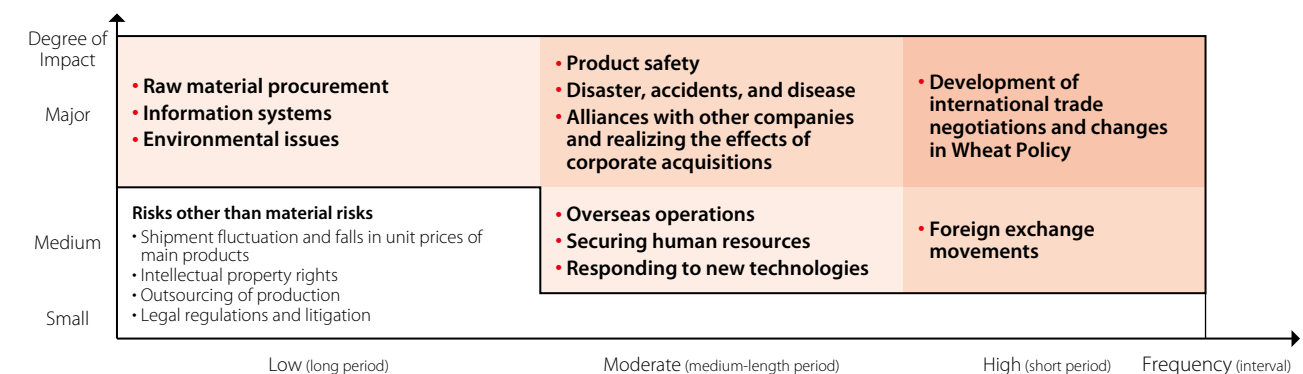 Degree of
Impact
Major
• Raw material procurement
• Information systems
• Environmental issues
• Product safety
• Disaster, accidents, and disease
• Alliances with other companies
and realizing the effects of
corporate acquisitions
• Development of
international trade
negotiations and changes
in Wheat Policy
Medium
Risks other than material risks
• Shipment fluctuation and falls in unit prices of
main products
• Intellectual property rights
• Outsourcing of production
• Legal regulations and litigation
• Overseas operations
• Securing human resources
• Responding to new technologies
• Foreign exchange
movements
Small
Low (long period)
Moderate (medium-length period)
High (short period)
Frequency (interval)